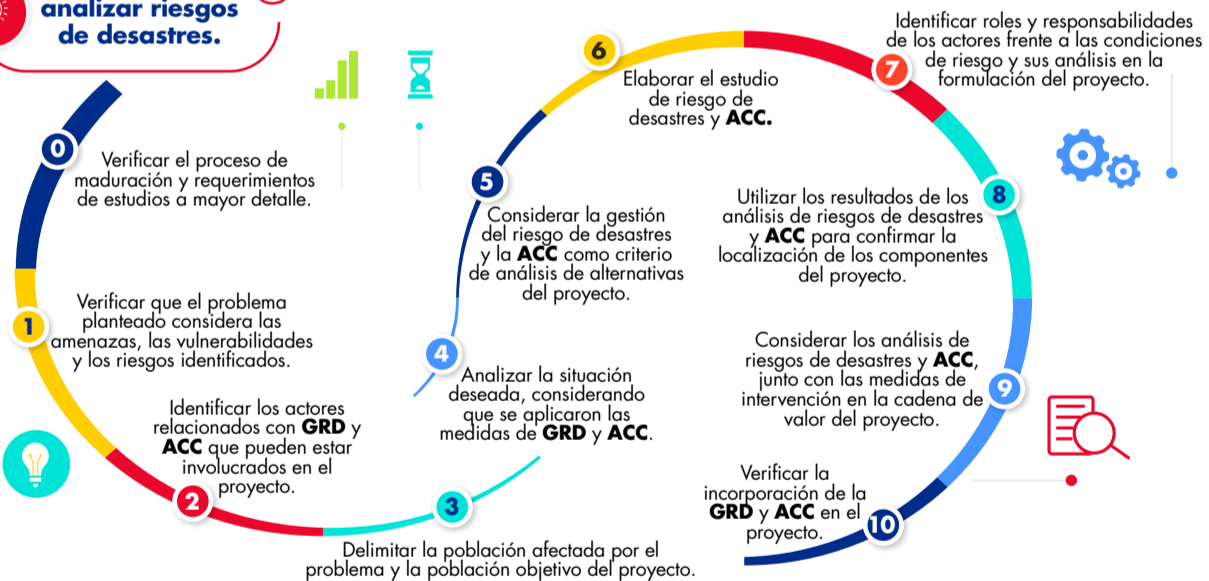 analizar riesgos
de desastres.
0
Verificar el proceso de
maduración y requerimientos
de estudios a mayor detalle.
1
Verificar que el problema
planteado considera las
amenazas, las vulnerabilidades
y los riesgos identificados.
2
Identificar los actores
relacionados con GRD y
ACC que pueden estar
involucrados en el
proyecto.
3
Delimitar la población afectada por el
problema y la población objetivo del proyecto.
4
Analizar la situación
deseada, considerando
que se aplicaron las
medidas de GRD y ACC.
5
Considerar la gestión
del riesgo de desastres
y la ACC como criterio
de análisis de alternativas
del proyecto.
6
Elaborar el estudio
de riesgo de
desastres y ACC.
7
Identificar roles y responsabilidades
de los actores frente a las condiciones
de riesgo y sus análisis en la
formulación del proyecto.
8
Utilizar los resultados de los
análisis de riesgos de desastres
y ACC para confirmar la
localización de los componentes
del proyecto.
9
Considerar los análisis de
riesgos de desastres y ACC,
junto con las medidas de
intervención en la cadena de
valor del proyecto.
10
Verificar la
incorporación de la
GRD y ACC en el
proyecto.